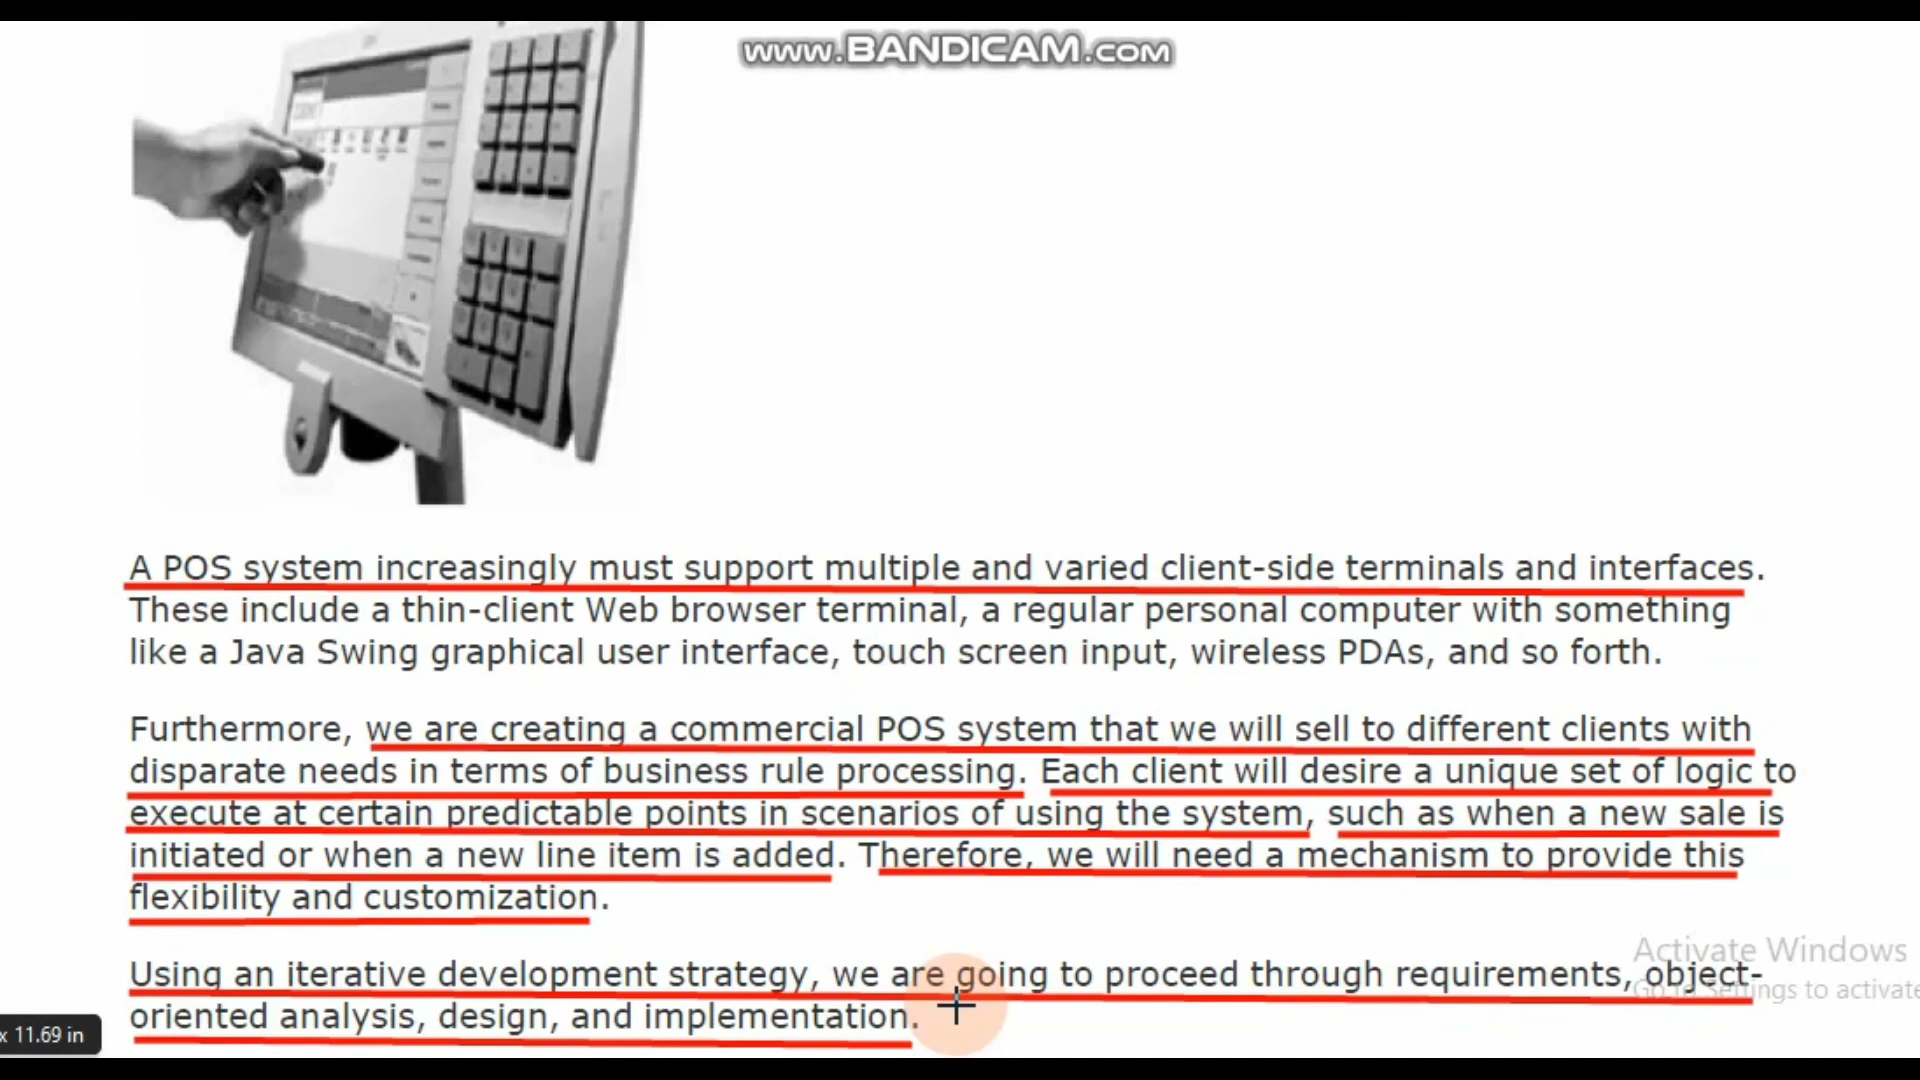 www.BANDICAM.com
A POS system increasingly must support multiple and varied client-side terminals and interfaces.
These include a thin-client Web browser terminal, a regular personal computer with something
like a Java Swing graphical user interface, touch screen input, wireless PDAs, and so forth.
Furthermore, we are creating a commercial POS system that we will sell to different clients with
disparate needs in terms of business rule processing. Each client will desire a unique set of logic to
execute at certain predictable points in scenarios of using the system, such as when a new sale is
initiated or when a new line item is added. Therefore, we will need a mechanism to provide this
flexibility and customization.
Activate Windows
Using an iterative development strategy, we are going to proceed through requirements, object-
Go to Settings to activate
oriented analysis, design, and implementation.
x 11.69 in